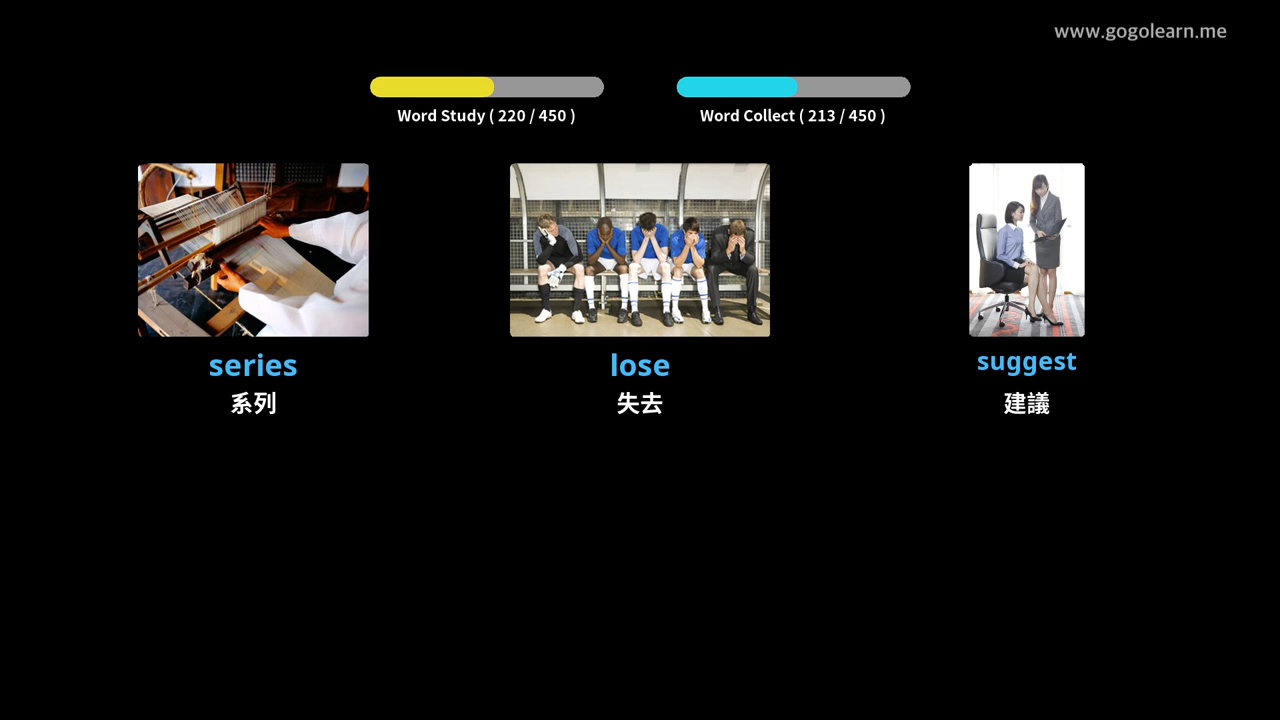 www.gogolearn.me
Word Study ( 220 / 450 )
Word Collect ( 213 / 450 )
series
lose
suggest
系列
失去
建議